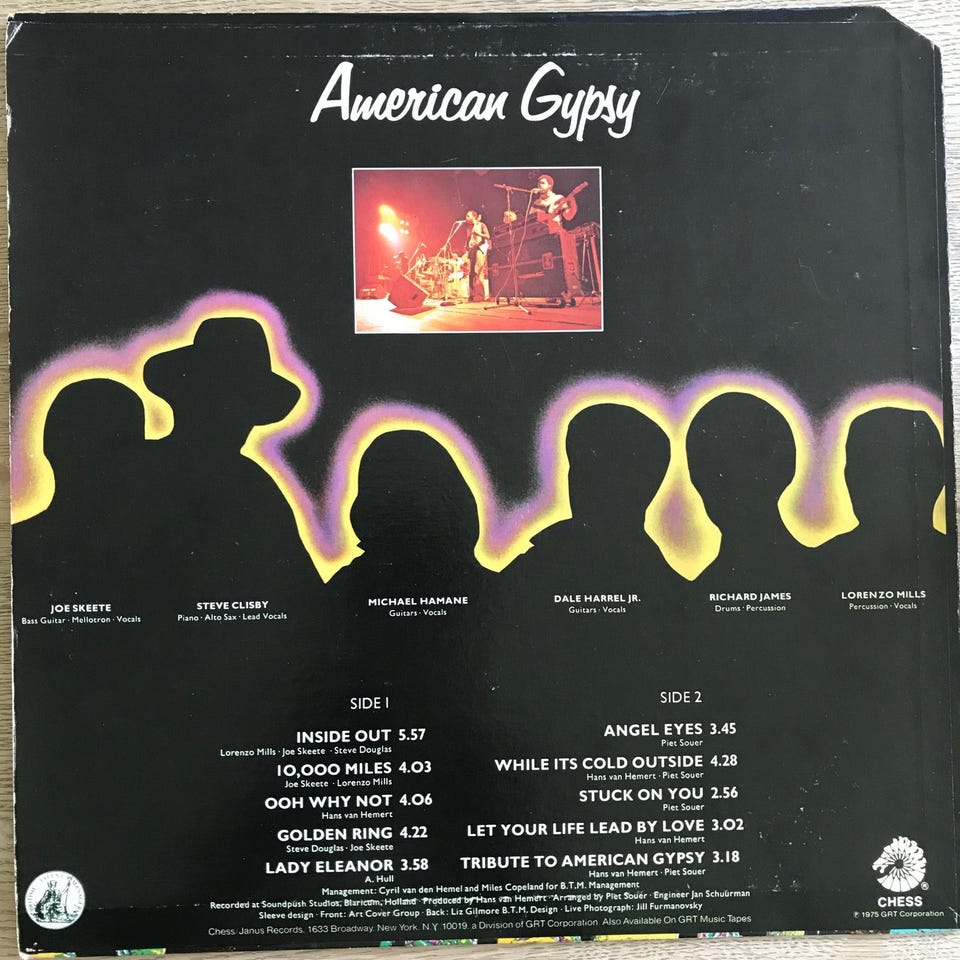 American Gypsy
JOE SKEETE
Bass Guitar · Mellotron · Vocals
STEVE CLISBY
Piano · Alto Sax · Lead Vocals
MICHAEL HAMANE
Guitars · Vocals
DALE HARREL JR.
Guitars · Vocals
RICHARD JAMES
Drums · Percussion
LORENZO MILLS
Percussion · Vocals
SIDE 1
INSIDE OUT 5.57
Lorenzo Mills · Joe Skeete · Steve Douglas
10,000 MILES 4.03
Joe Skeete · Lorenzo Mills
OOH WHY NOT 4.06
Hans van Hemert
GOLDEN RING 4.22
Steve Douglas · Joe Skeete
LADY ELEANOR 3.58
A. Hull
SIDE 2
ANGEL EYES 3.45
Piet Souer
WHILE ITS COLD OUTSIDE 4.28
Hans van Hemert · Piet Souer
STUCK ON YOU 2.56
Piet Souer
LET YOUR LIFE LEAD BY LOVE 3.02
Hans van Hemert
TRIBUTE TO AMERICAN GYPSY 3.18
Hans van Hemert · Piet Souer
Management: Cyril van den Hemel and Miles Copeland for B.T.M. Management
Recorded at Soundpush Studios, Blaricum, Holland · Produced by Hans van Hemert · Arranged by Piet Souer · Engineer Jan Schuurman
Sleeve design · Front: Art Cover Group · Back: Liz Gilmore B.T.M. Design · Live Photograph: Jill Furmanovsky
Chess/Janus Records. 1633 Broadway. New York. N.Y. 10019. a Division of GRT Corporation. Also Available On GRT Music Tapes
CHESS ®
℗ 1975 GRT Corporation